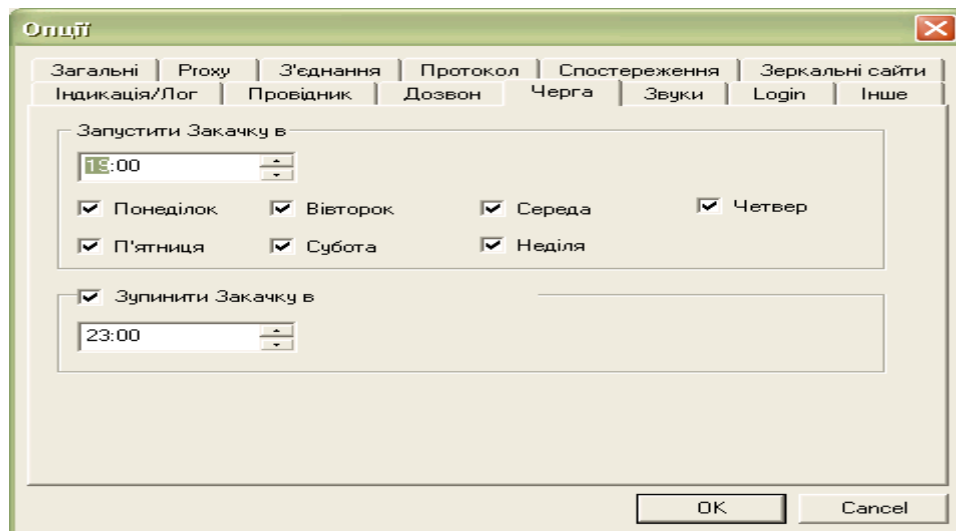 Опції
Загальні Proxy З'єднання Протокол Спостереження Зеркальні сайти
Індикація/Лог Провідник Дозвон Черга Звуки Login Інше
Запустити Закачку в
19:00
Понеділок Вівторок Середа Четвер
П'ятниця Субота Неділя
Зупинити Закачку в
23:00
OK Cancel